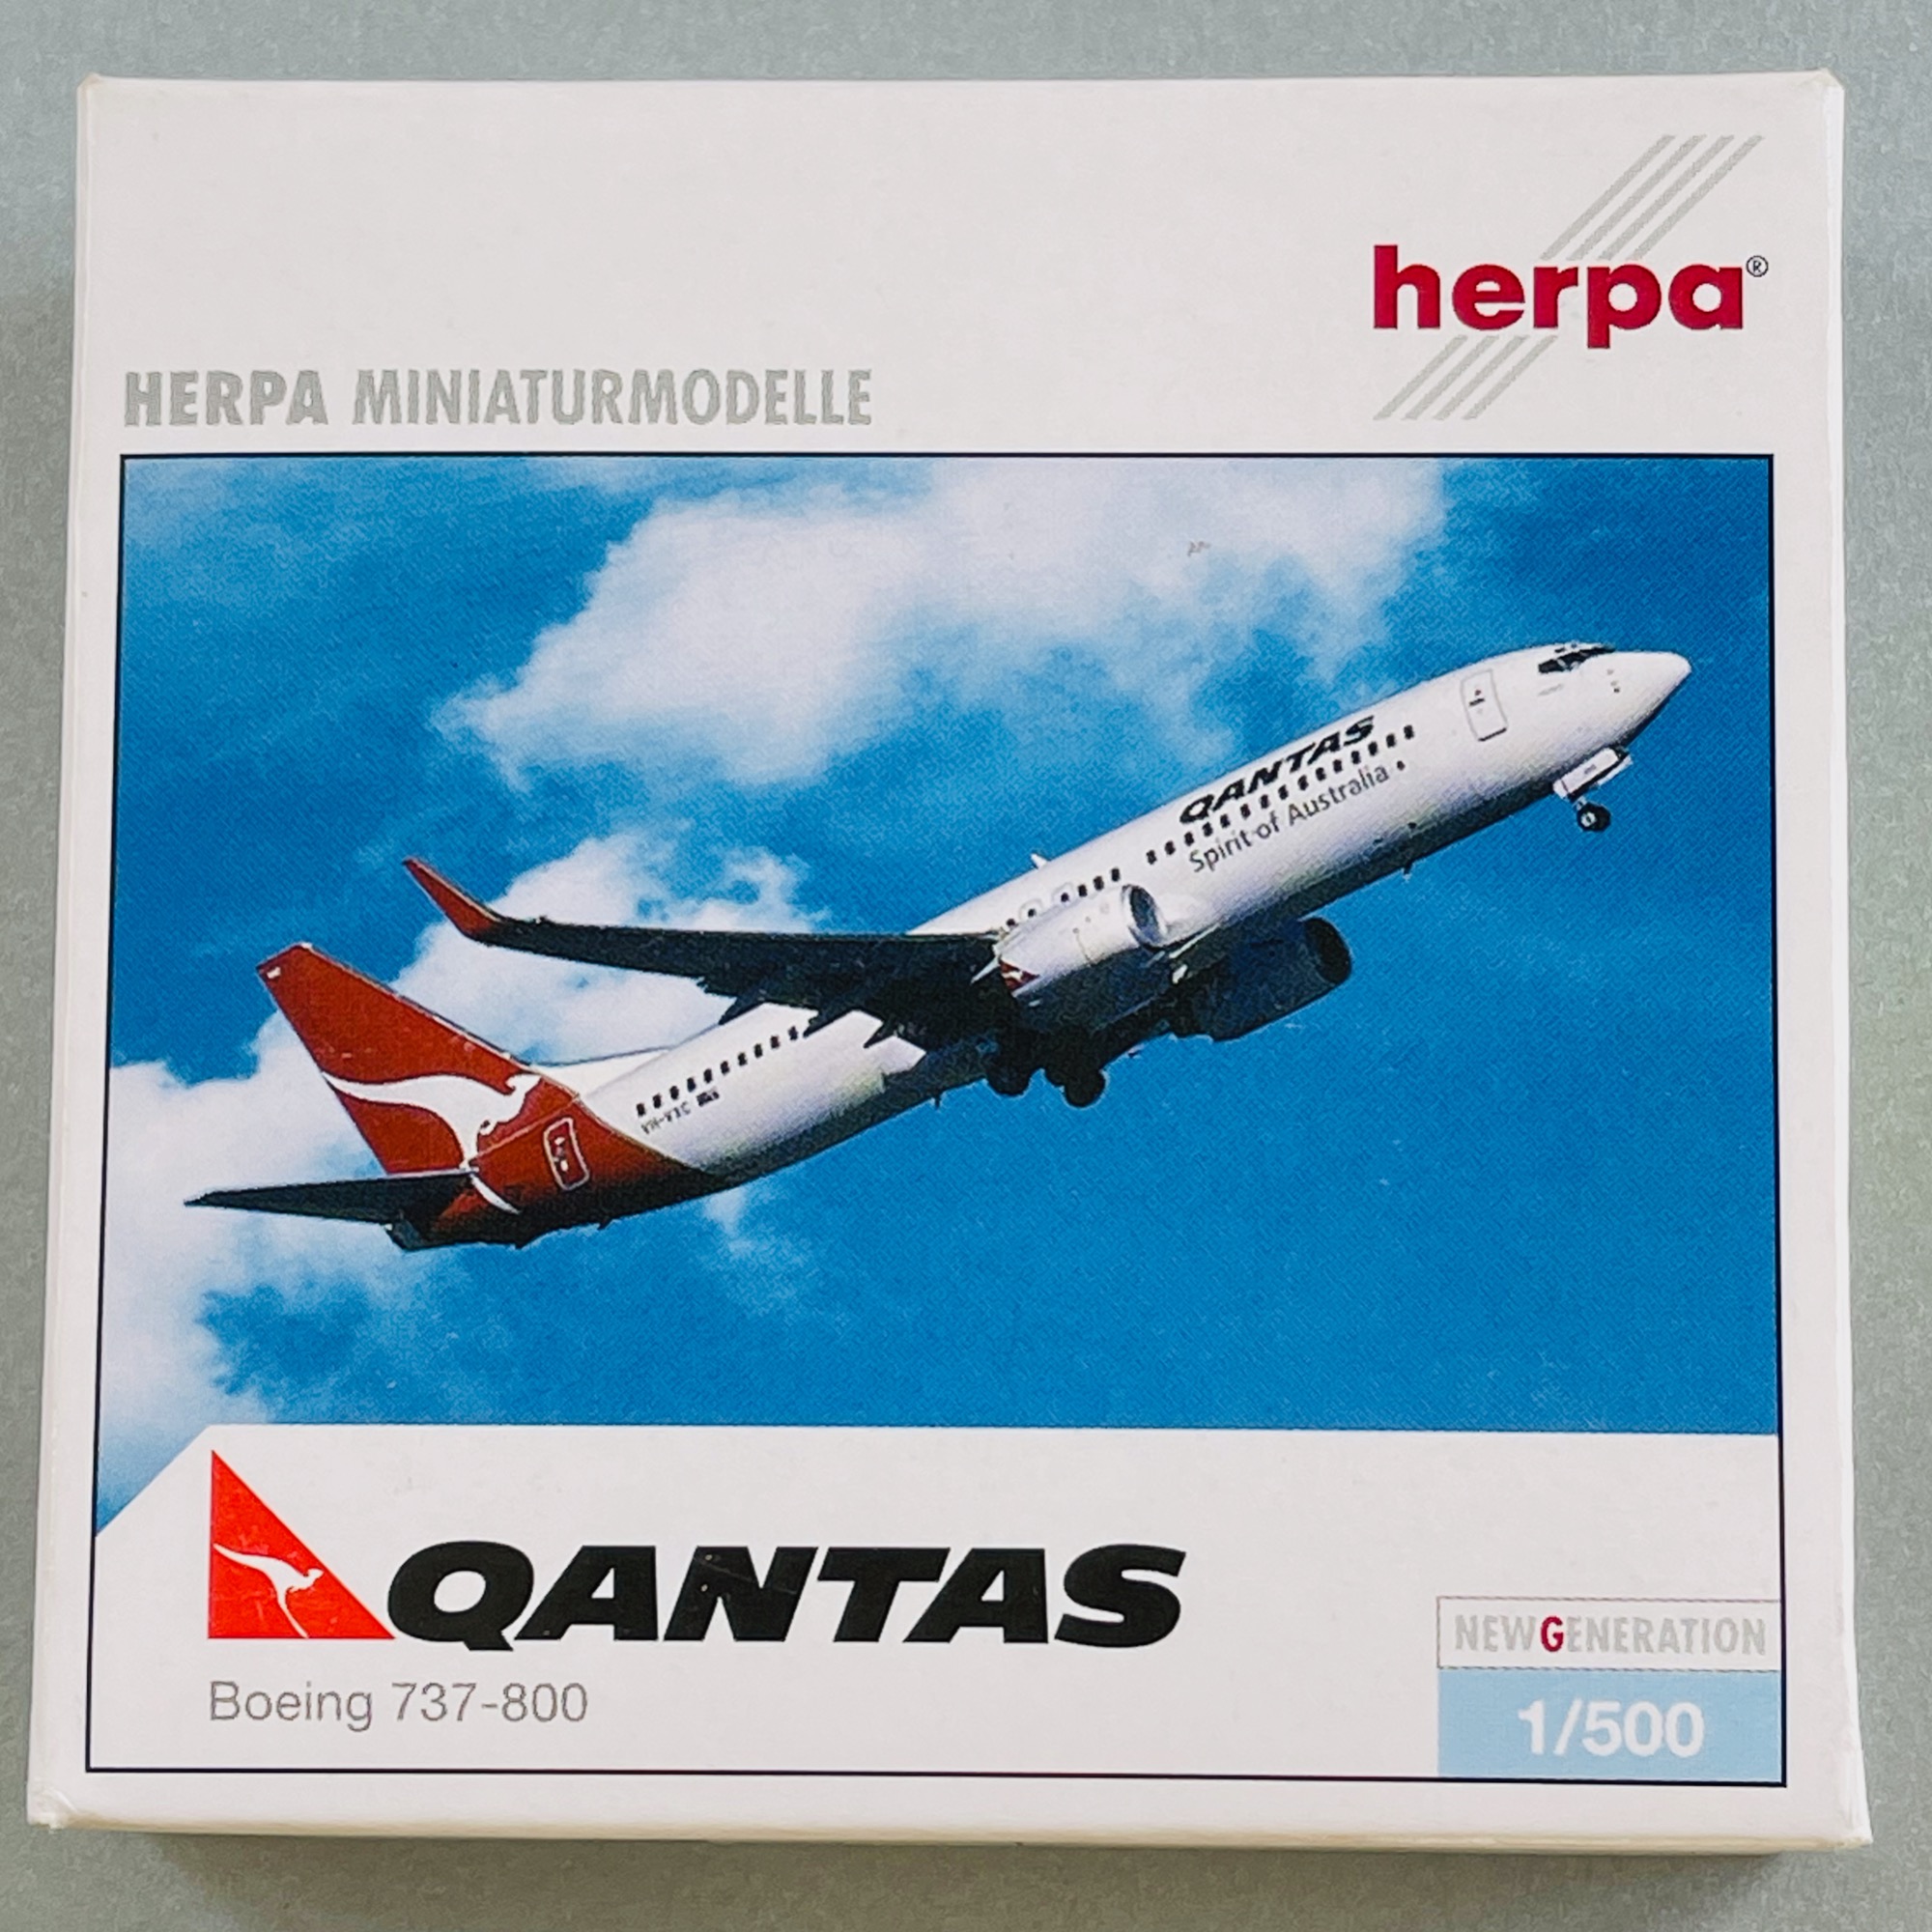 herpa®
HERPA MINIATURMODELLE
QANTAS
Spirit of Australia
QANTAS
Boeing 737-800
NEWGENERATION
1/500